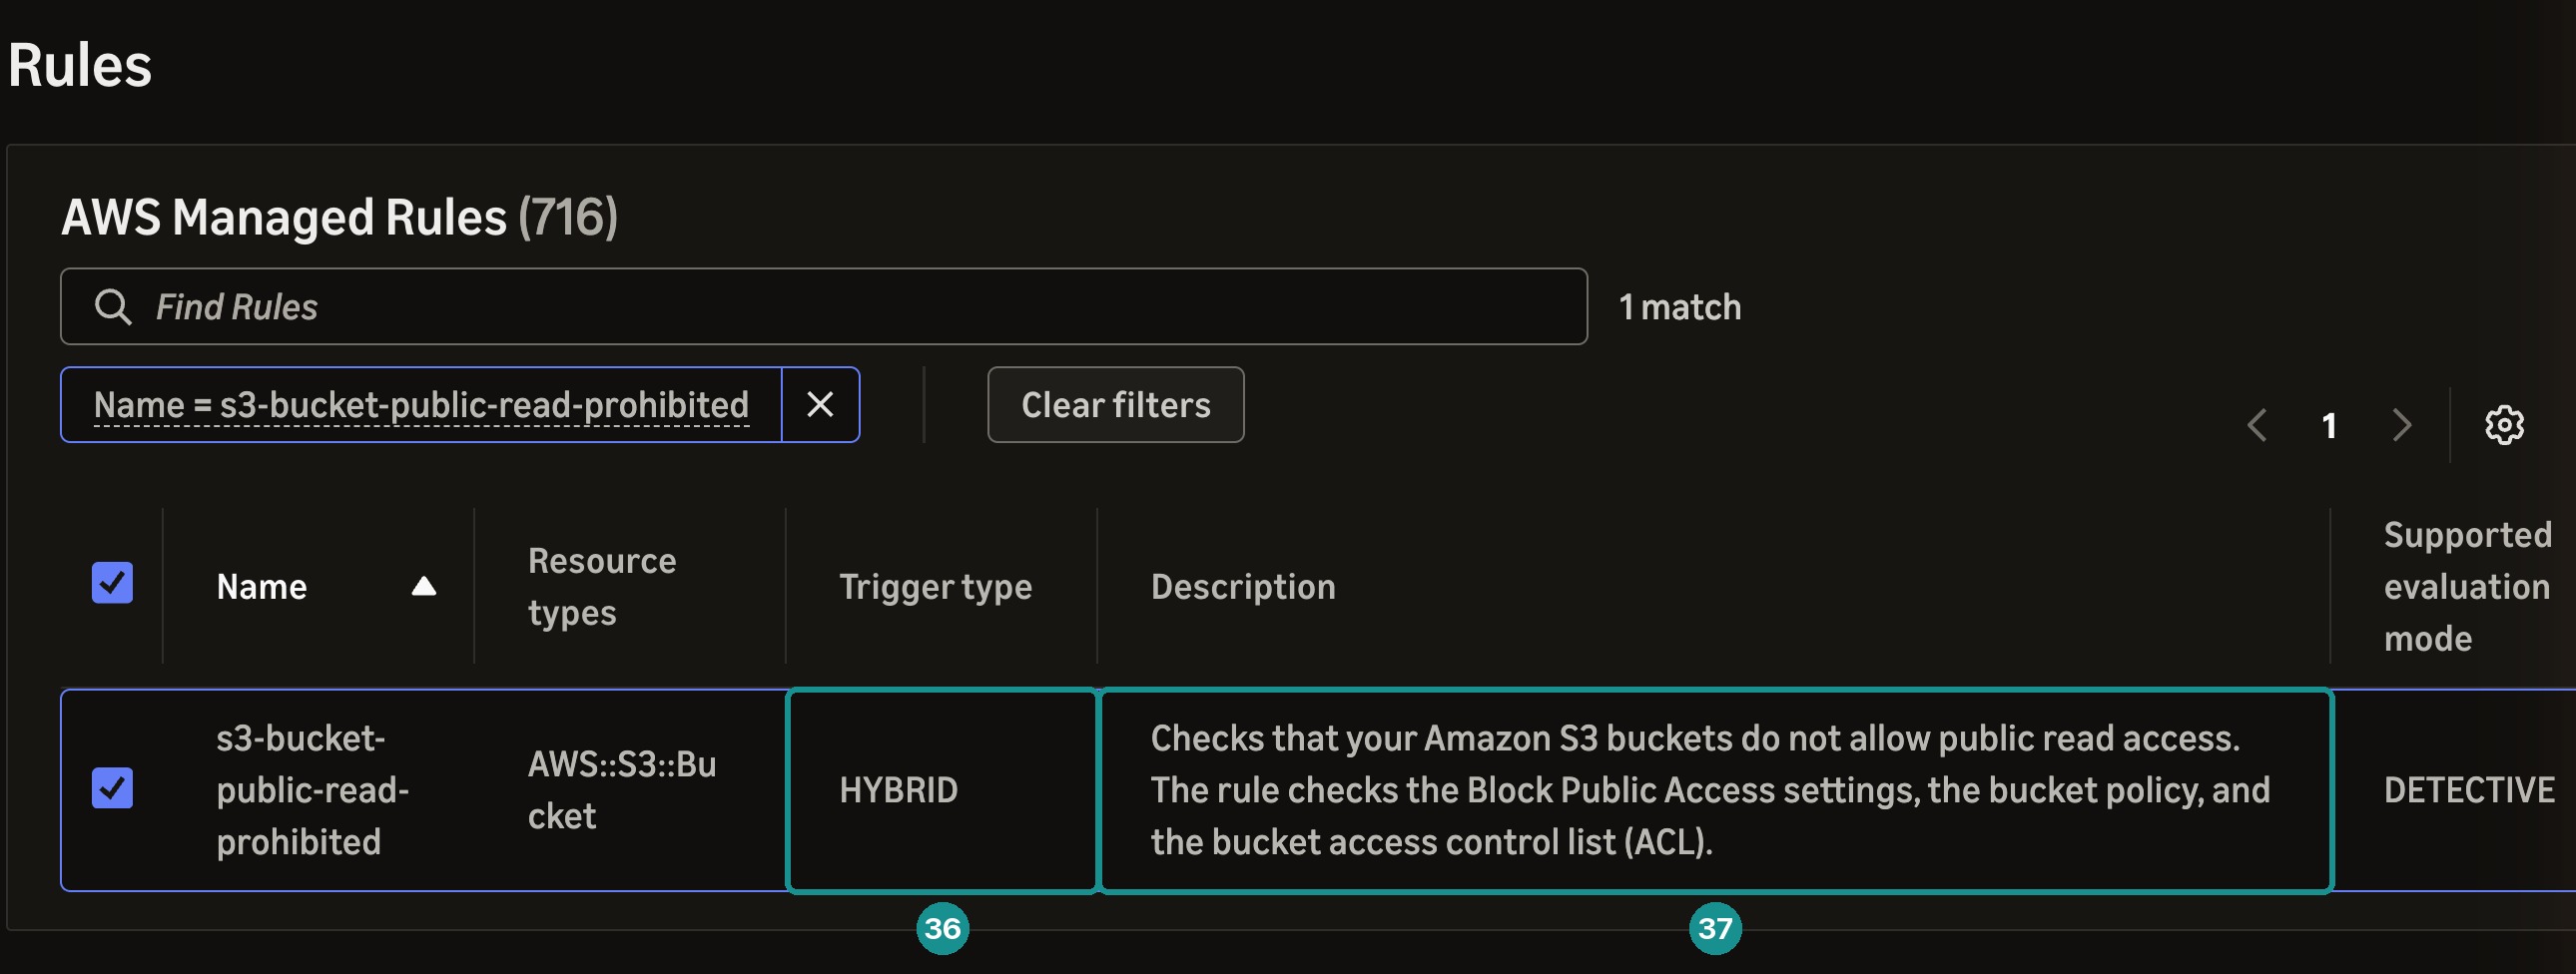 Rules
AWS Managed Rules (716)
Find Rules
1 match
Name = s3-bucket-public-read-prohibited
Clear filters
1
Name
Resource
types
Trigger type
Description
Supported
evaluation
mode
s3-bucket-
public-read-
prohibited
AWS::S3::Bu
cket
HYBRID
Checks that your Amazon S3 buckets do not allow public read access.
The rule checks the Block Public Access settings, the bucket policy, and
the bucket access control list (ACL).
DETECTIVE
36
37